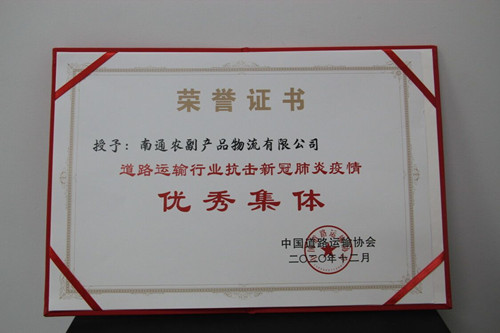 荣誉证书
授予：南通农副产品物流有限公司
道路运输行业抗击新冠肺炎疫情
优秀集体
中国道路运输协会
二〇二〇年十二月